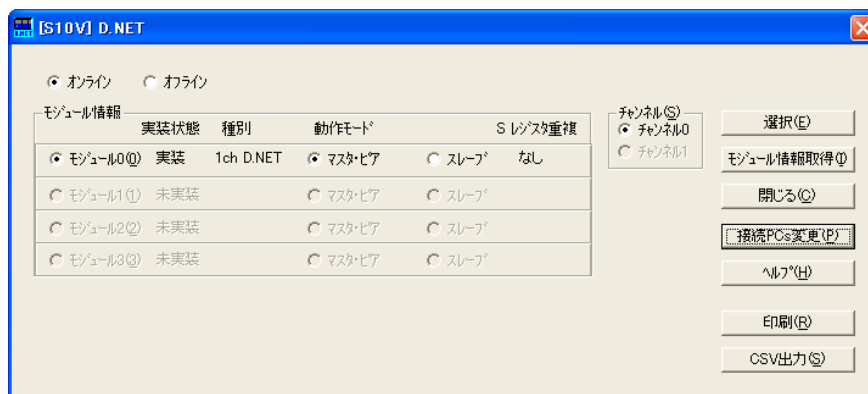 [S10V] D.NET
オンライン オフライン
モジュール情報
実装状態 種別 動作モード S レジスタ重複
モジュール0(0) 実装 1ch D.NET マスタ・ピア スレーブ なし
モジュール1(1) 未実装 マスタ・ピア スレーブ
モジュール2(2) 未実装 マスタ・ピア スレーブ
モジュール3(3) 未実装 マスタ・ピア スレーブ
チャンネル(S)
チャンネル0
チャンネル1
選択(E)
モジュール情報取得(I)
閉じる(C)
接続PCs変更(P)
ヘルプ(H)
印刷(R)
CSV出力(S)